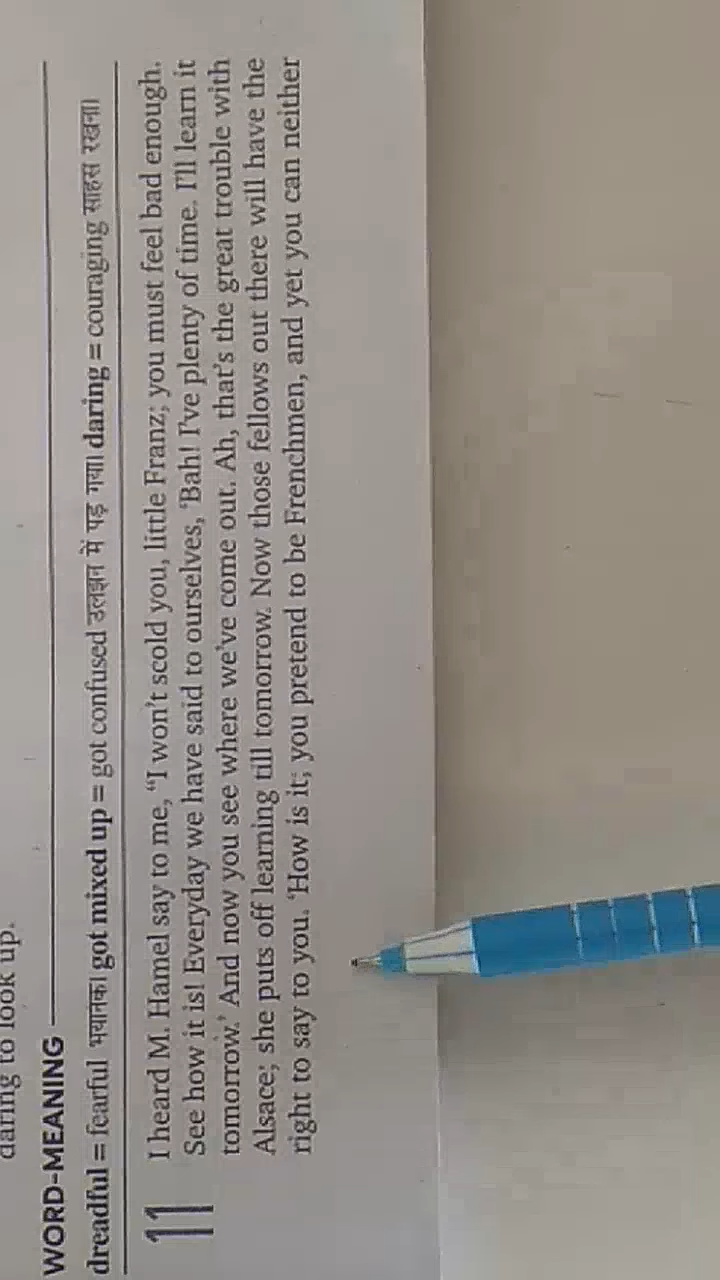 daring to look up.
WORD-MEANING
dreadful = fearful भयानक। got mixed up = got confused उलझन में पड़ गया। daring = couraging साहस रखना।
11 I heard M. Hamel say to me, “I won’t scold you, little Franz; you must feel bad enough.
See how it is! Everyday we have said to ourselves, ‘Bah! I’ve plenty of time. I’ll learn it
tomorrow.’ And now you see where we’ve come out. Ah, that’s the great trouble with
Alsace; she puts off learning till tomorrow. Now those fellows out there will have the
right to say to you. ‘How is it; you pretend to be Frenchmen, and yet you can neither